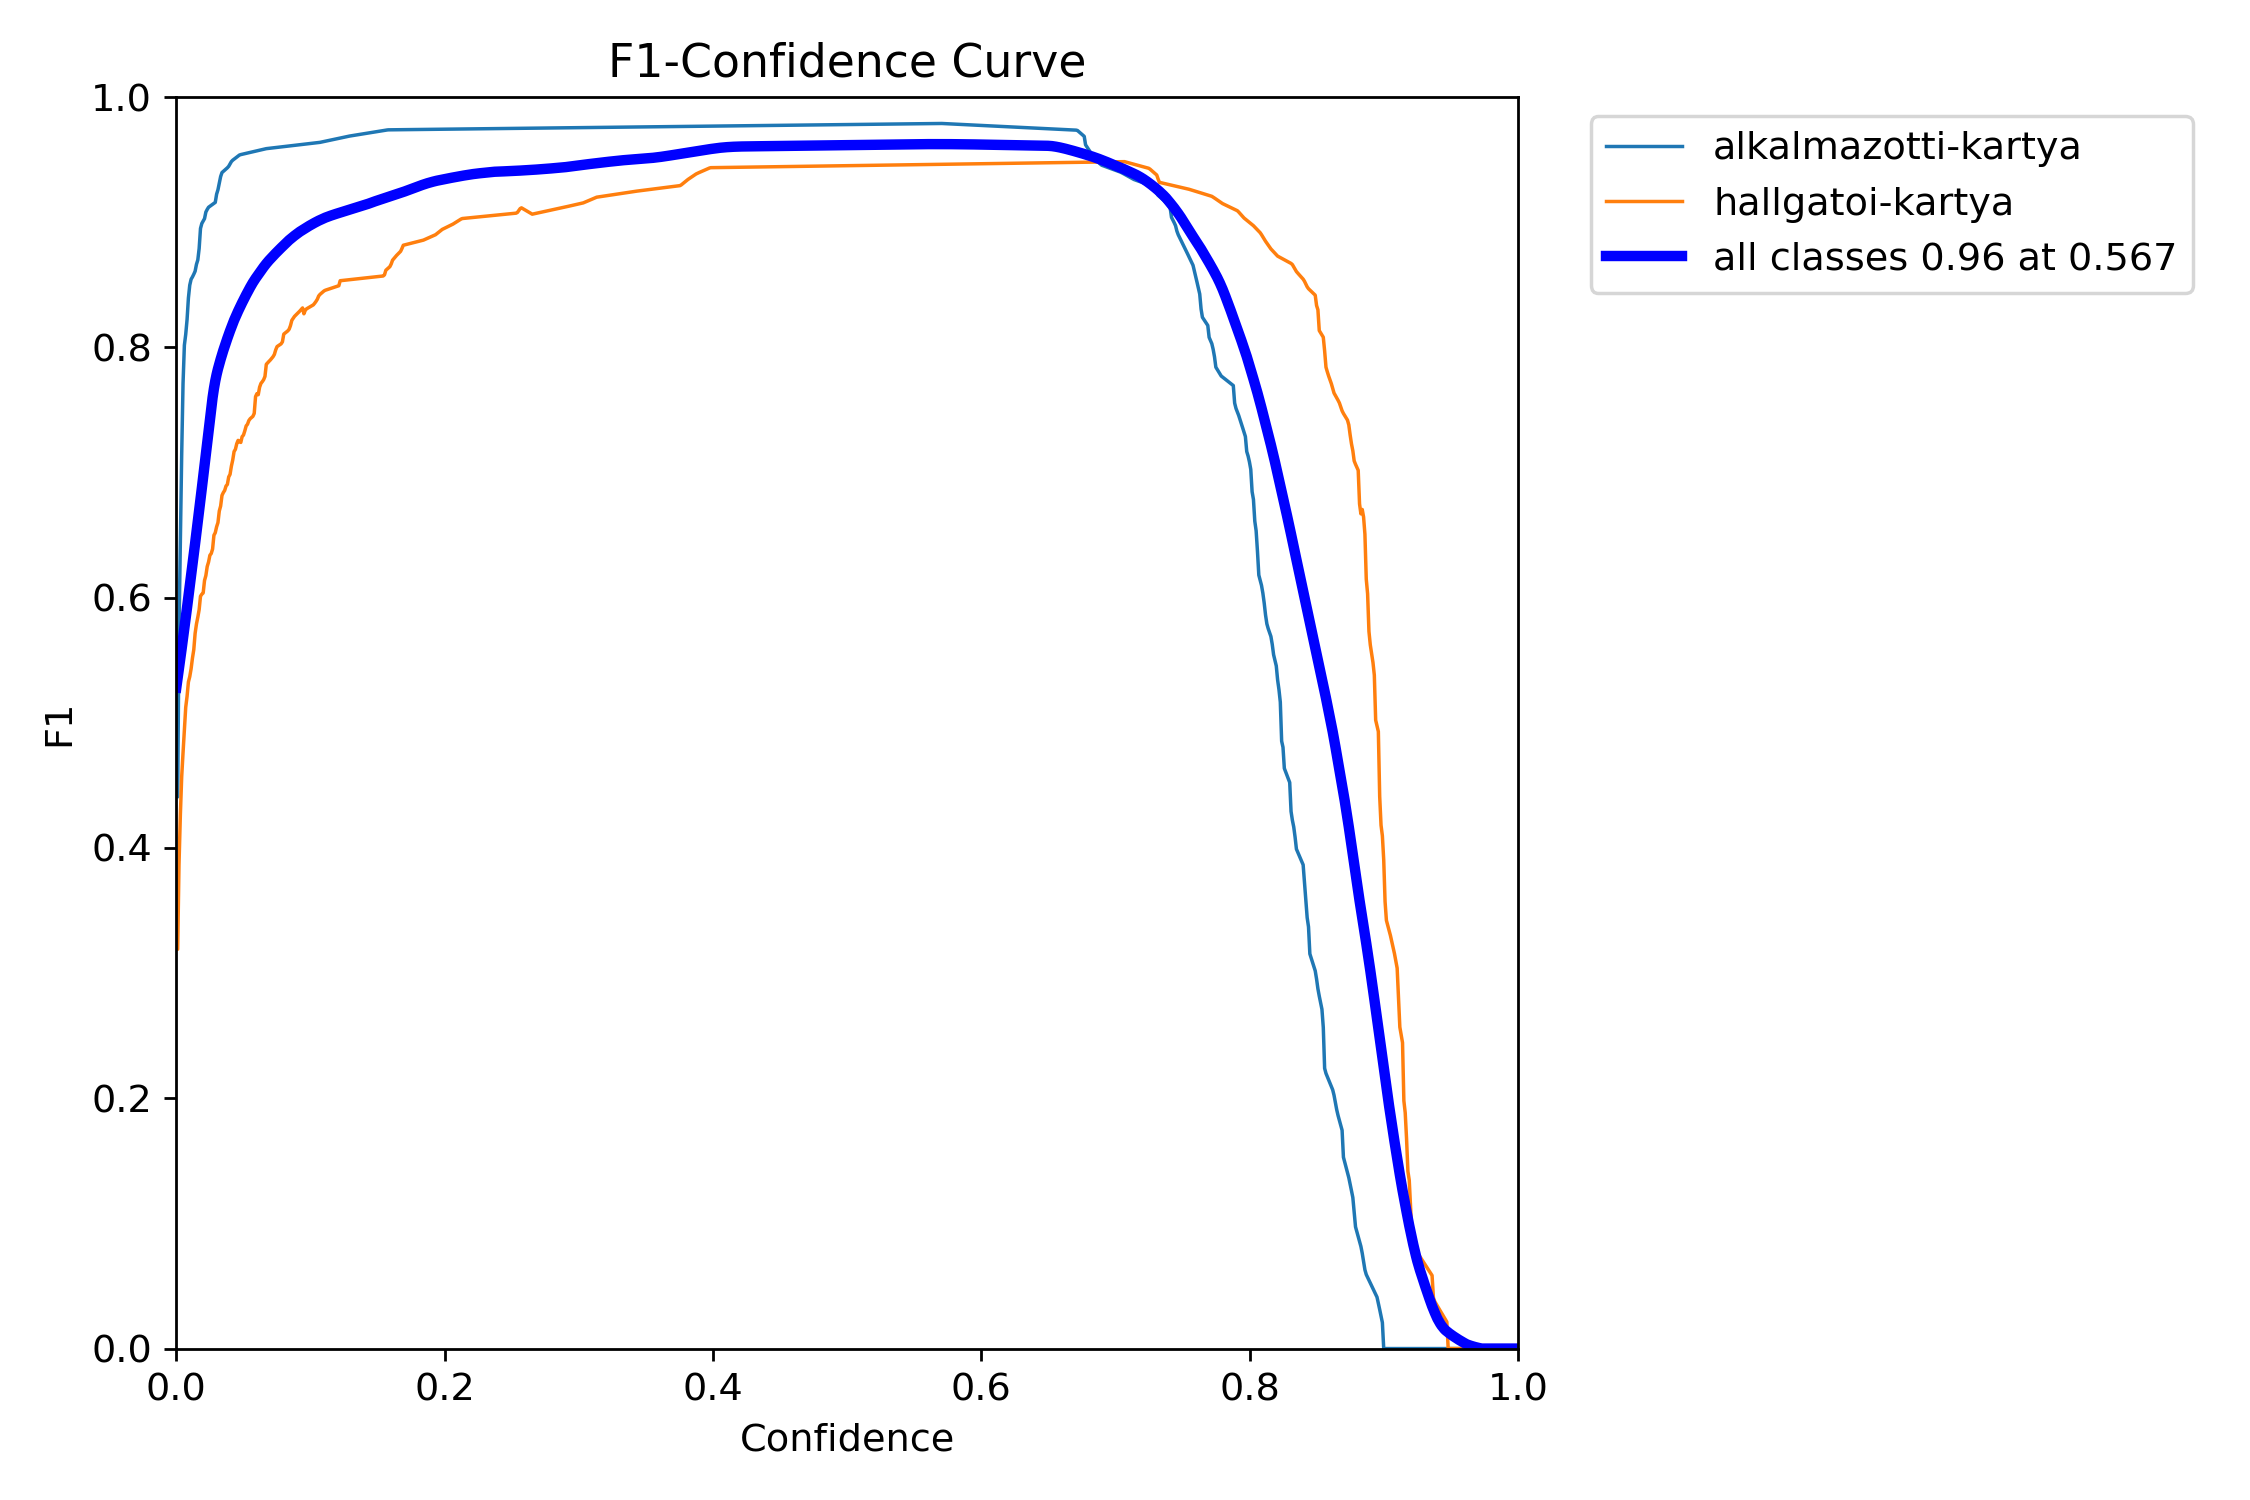 F1-Confidence Curve
1.0
0.8
0.6
0.4
0.2
0.0
F1
0.0 0.2 0.4 0.6 0.8 1.0
Confidence
alkalmazotti-kartya
hallgatoi-kartya
all classes 0.96 at 0.567